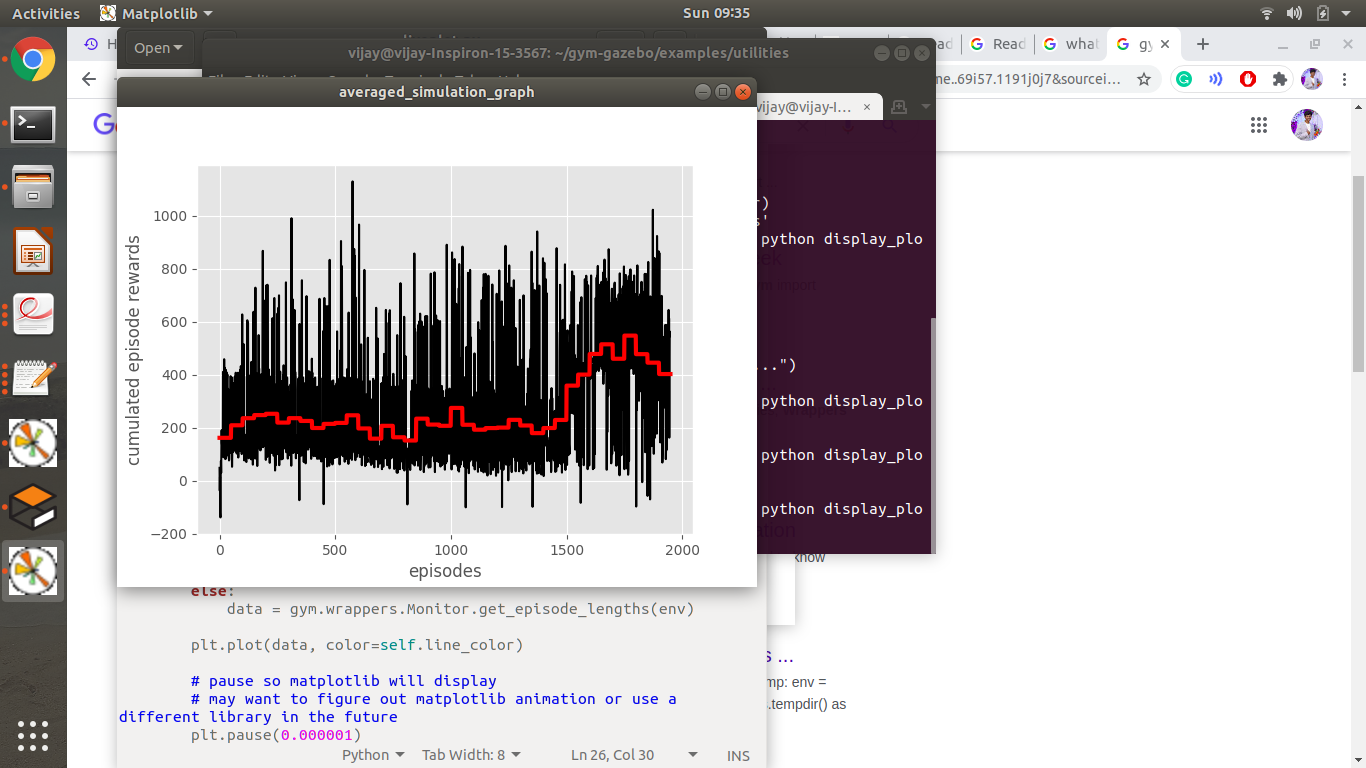 Activities
Matplotlib
Sun 09:35
Open
vijay@vijay-Inspiron-15-3567: ~/gym-gazebo/examples/utilities
Read
what
gy
me..69i57.1191j0j7&sourcei...
averaged_simulation_graph
vijay@vijay-I...
cumulated episode rewards
1000
800
600
400
200
0
−200
0
500
1000
1500
2000
episodes
python display_plo
..")
python display_plo
python display_plo
python display_plo
know
s ...
mp: env =
s.tempdir() as
else:
data = gym.wrappers.Monitor.get_episode_lengths(env)
plt.plot(data, color=self.line_color)
# pause so matplotlib will display
# may want to figure out matplotlib animation or use a
different library in the future
plt.pause(0.000001)
Python
Tab Width: 8
Ln 26, Col 30
INS